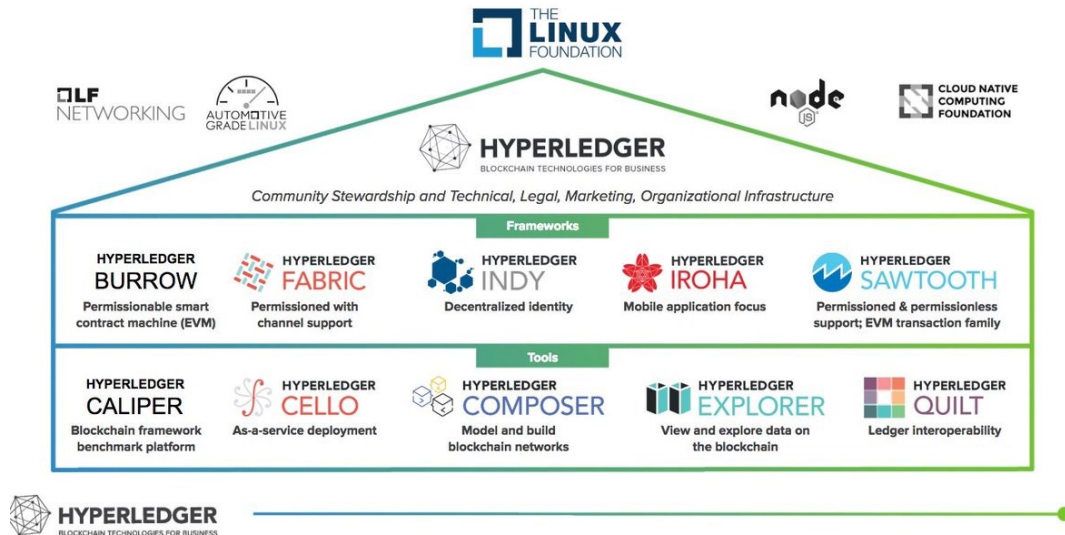 THE
LINUX
FOUNDATION
LF
NETWORKING
AUTOMOTIVE
GRADELINUX
node
JS
CLOUD NATIVE
COMPUTING
FOUNDATION
HYPERLEDGER
BLOCKCHAIN TECHNOLOGIES FOR BUSINESS
Community Stewardship and Technical, Legal, Marketing, Organizational Infrastructure
Frameworks
HYPERLEDGER
BURROW
Permissionable smart
contract machine (EVM)
HYPERLEDGER
FABRIC
Permissioned with
channel support
HYPERLEDGER
INDY
Decentralized identity
HYPERLEDGER
IROHA
Mobile application focus
HYPERLEDGER
SAWTOOTH
Permissioned & permissionless
support; EVM transaction family
Tools
HYPERLEDGER
CALIPER
Blockchain framework
benchmark platform
HYPERLEDGER
CELLO
As-a-service deployment
HYPERLEDGER
COMPOSER
Model and build
blockchain networks
HYPERLEDGER
EXPLORER
View and explore data on
the blockchain
HYPERLEDGER
QUILT
Ledger interoperability
HYPERLEDGER
BLOCKCHAIN TECHNOLOGIES FOR BUSINESS